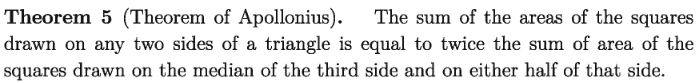 Theorem 5 (Theorem of Apollonius). The sum of the areas of the squares
drawn on any two sides of a triangle is equal to twice the sum of area of the
squares drawn on the median of the third side and on either half of that side.